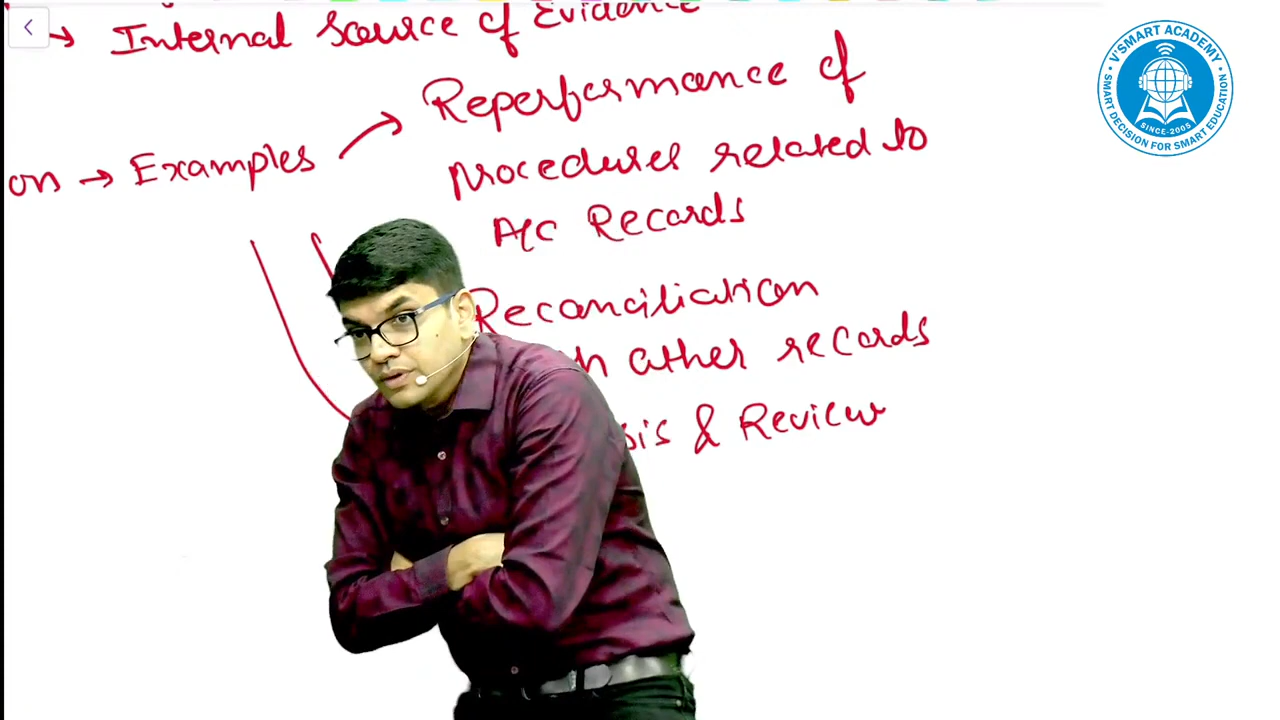 → Internal Source of Evidence
on → Examples → Reperformance of
Procedures related to
A/C Records
Reconciliation
other records
& Review
V'SMART ACADEMY
SMART DECISION FOR SMART EDUCATION
SINCE-2005